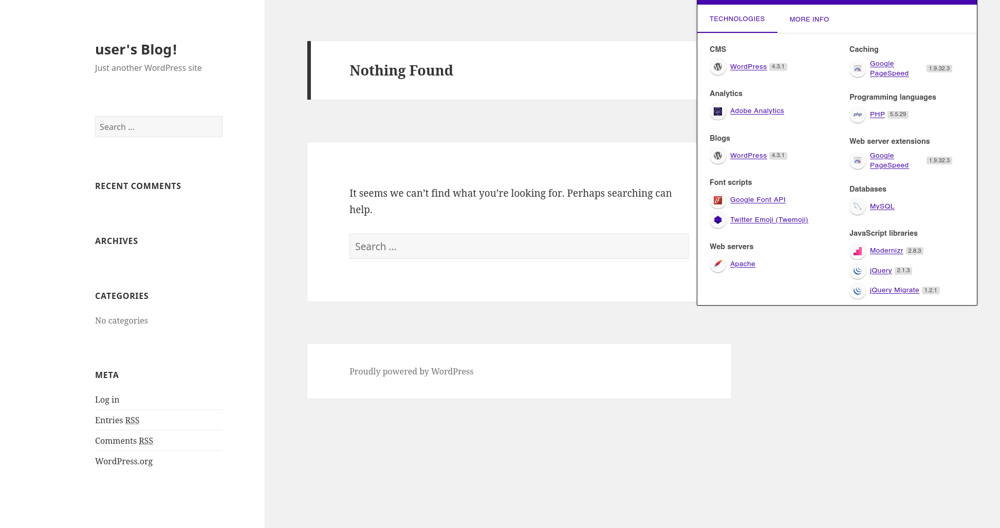 user's Blog!
Just another WordPress site
Search …
RECENT COMMENTS
ARCHIVES
CATEGORIES
No categories
META
Log in
Entries RSS
Comments RSS
WordPress.org
Nothing Found
It seems we can’t find what you’re looking for. Perhaps searching can
help.
Search …
Proudly powered by WordPress
TECHNOLOGIES
MORE INFO
CMS
WordPress 4.3.1
Analytics
Adobe Analytics
Blogs
WordPress 4.3.1
Font scripts
Google Font API
Twitter Emoji (Twemoji)
Web servers
Apache
Caching
Google
PageSpeed 1.9.32.3
Programming languages
php PHP 5.5.29
Web server extensions
Google
PageSpeed 1.9.32.3
Databases
MySQL
JavaScript libraries
Modernizr 2.8.3
jQuery 2.1.3
jQuery Migrate 1.2.1